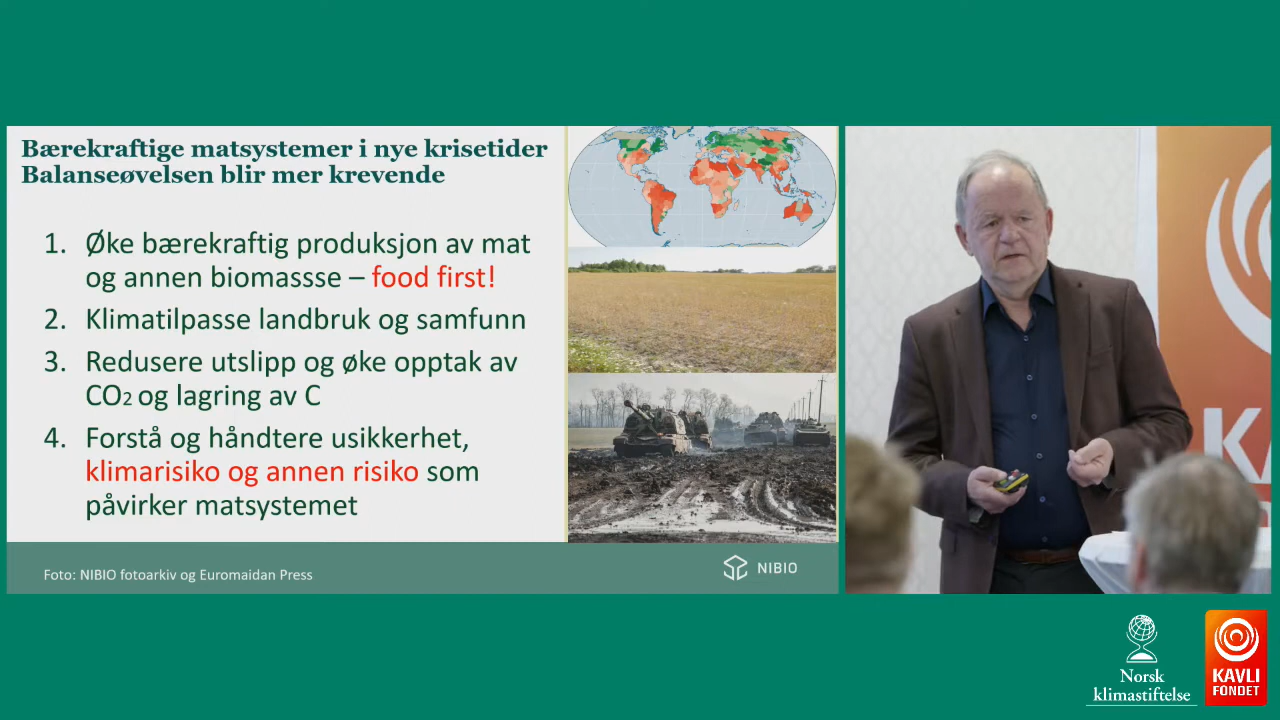 Bærekraftige matsystemer i nye krisetider
Balanseøvelsen blir mer krevende
1. Øke bærekraftig produksjon av mat
og annen biomassse – food first!
2. Klimatilpasse landbruk og samfunn
3. Redusere utslipp og øke opptak av
CO2 og lagring av C
4. Forstå og håndtere usikkerhet,
klimarisiko og annen risiko som
påvirker matsystemet
Foto: NIBIO fotoarkiv og Euromaidan Press
NIBIO
Norsk
klimastiftelse
KAVLI
FONDET